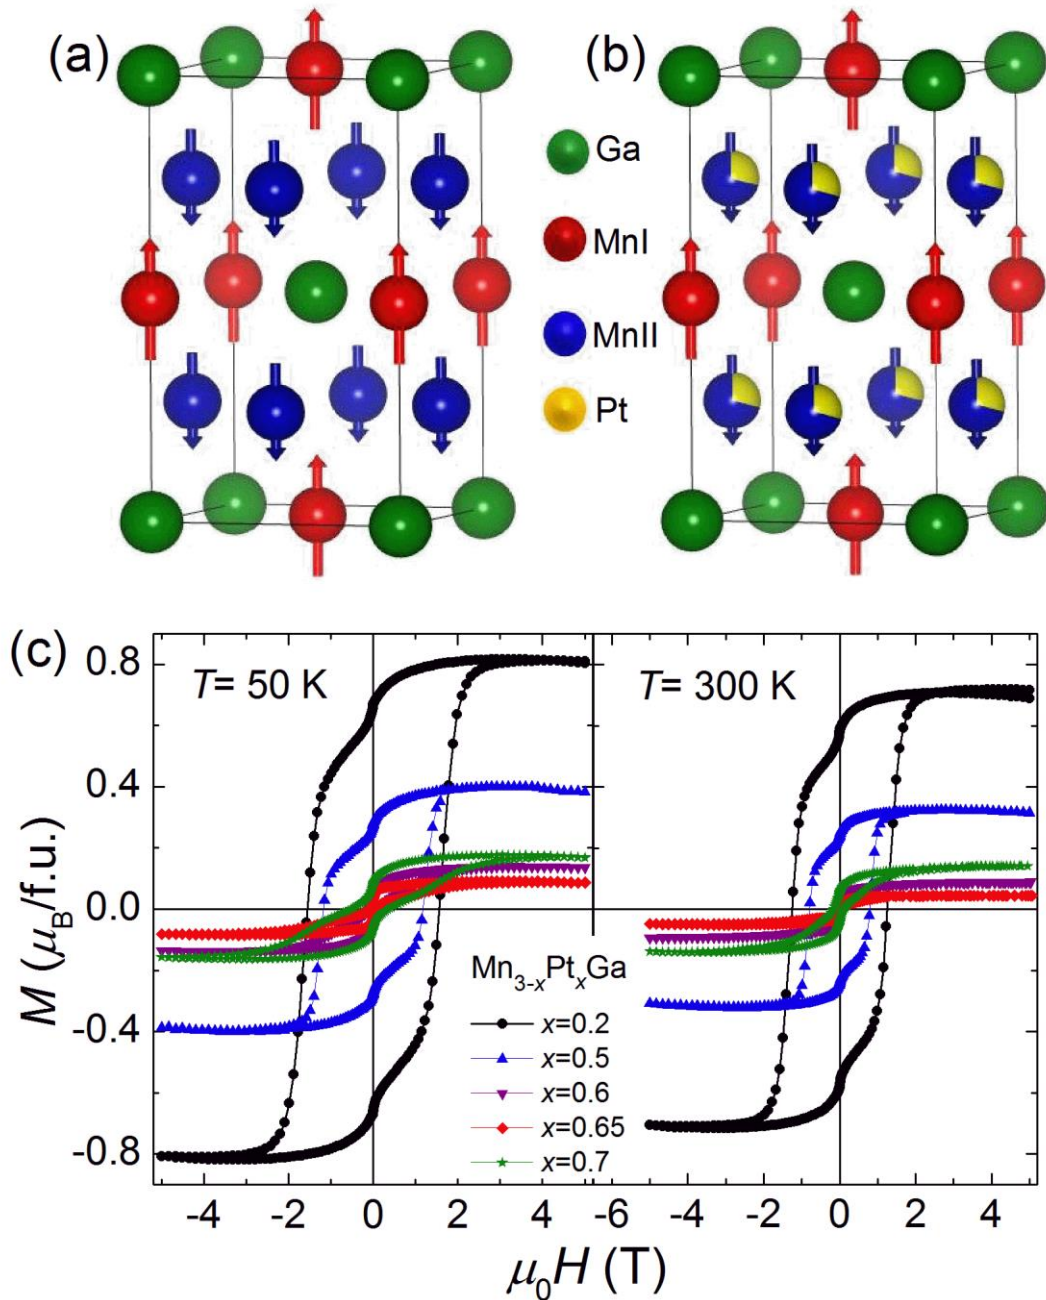 (a)
(b)
Ga
MnI
MnII
Pt
(c)
T= 50 K
T= 300 K
0.8
0.4
0.0
-0.4
-0.8
M (μB/f.u.)
Mn3-xPtxGa
x=0.2
x=0.5
x=0.6
x=0.65
x=0.7
-4 -2 0 2 4 -6 -4 -2 0 2 4
μ0H (T)